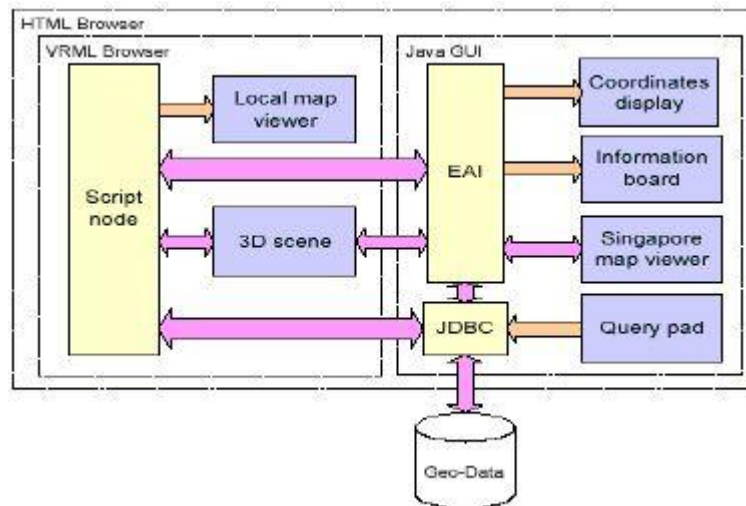 HTML Browser
VRML Browser
Java GUI
Script
node
Local map
viewer
3D scene
EAI
JDBC
Coordinates
display
Information
board
Singapore
map viewer
Query pad
Geo-Data